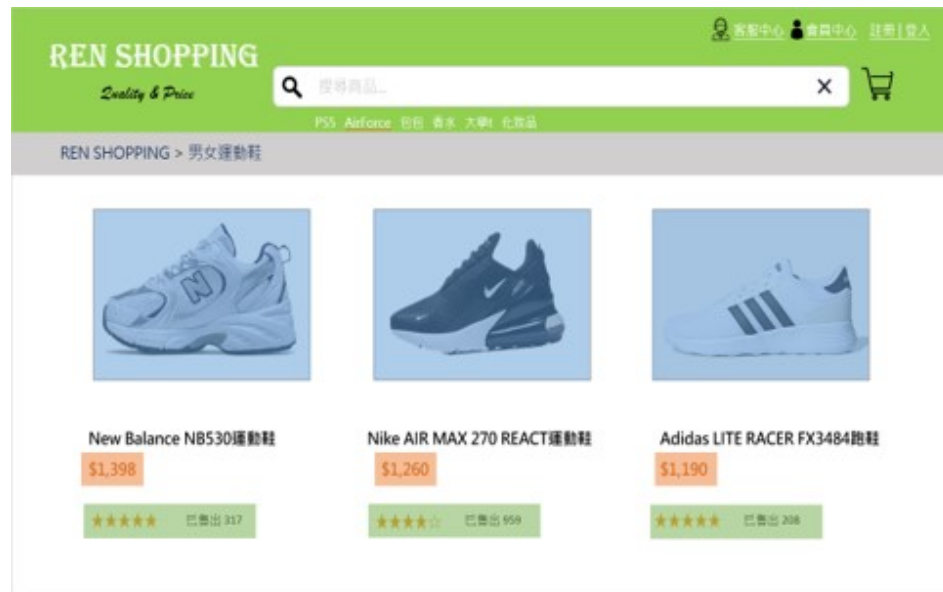 客服中心 會員中心 註冊|登入
REN SHOPPING
Quality & Price
搜尋商品...
PS5 Airforce 包包 香水 大學t 化妝品
REN SHOPPING > 男女運動鞋
New Balance NB530運動鞋 Nike AIR MAX 270 REACT運動鞋 Adidas LITE RACER FX3484跑鞋
$1,398 $1,260 $1,190
★★★★★ 已售出 317 ★★★★☆ 已售出 959 ★★★★★ 已售出 208